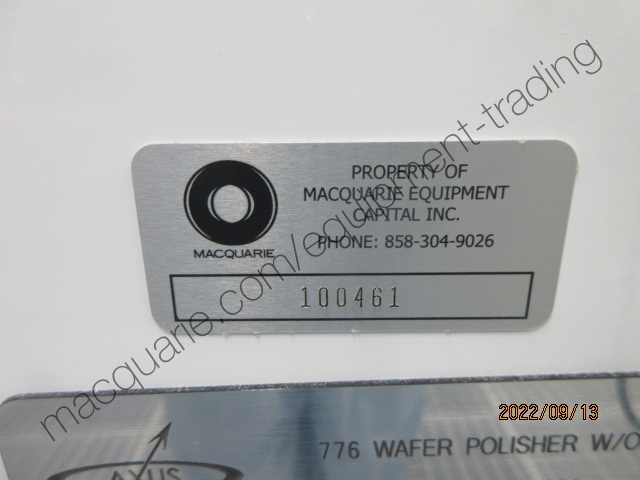 PROPERTY OF
MACQUARIE EQUIPMENT
CAPITAL INC.
PHONE: 858-304-9026
MACQUARIE
100461
macquarie.com/equipment-trading
2022/09/13
776 WAFER POLISHER W/O
AXUS